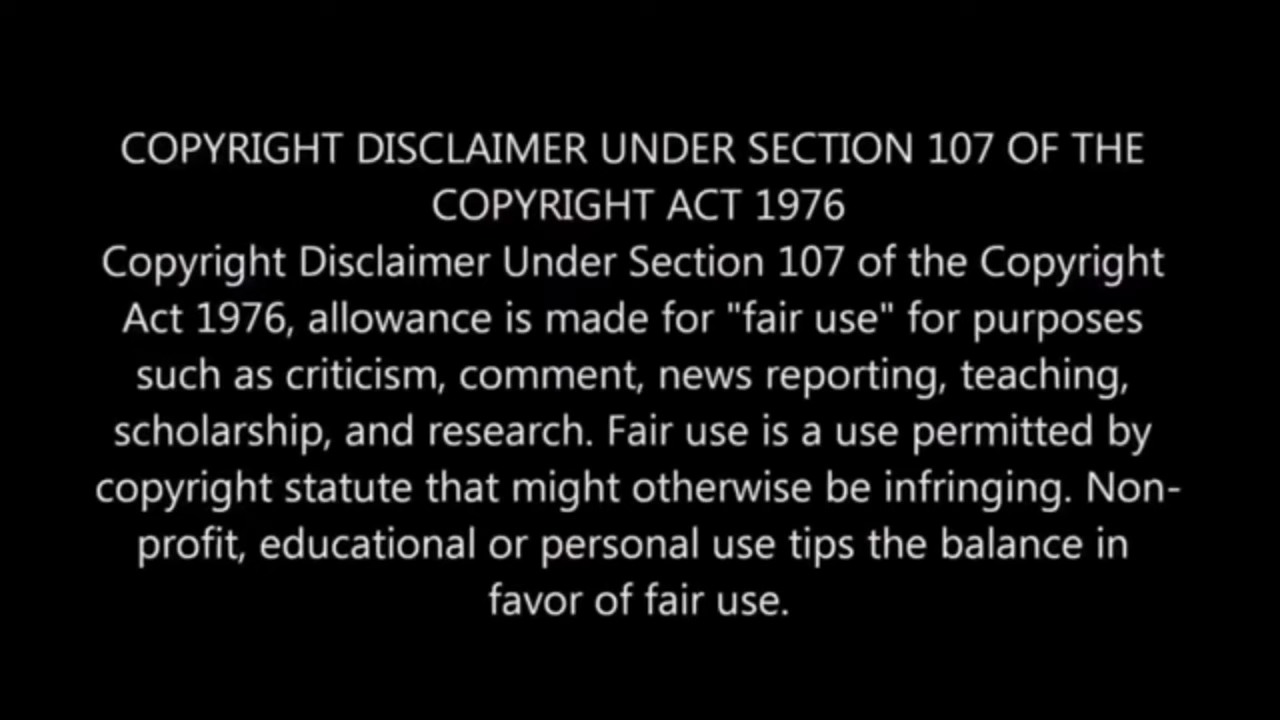 COPYRIGHT DISCLAIMER UNDER SECTION 107 OF THE
COPYRIGHT ACT 1976
Copyright Disclaimer Under Section 107 of the Copyright
Act 1976, allowance is made for "fair use" for purposes
such as criticism, comment, news reporting, teaching,
scholarship, and research. Fair use is a use permitted by
copyright statute that might otherwise be infringing. Non-
profit, educational or personal use tips the balance in
favor of fair use.